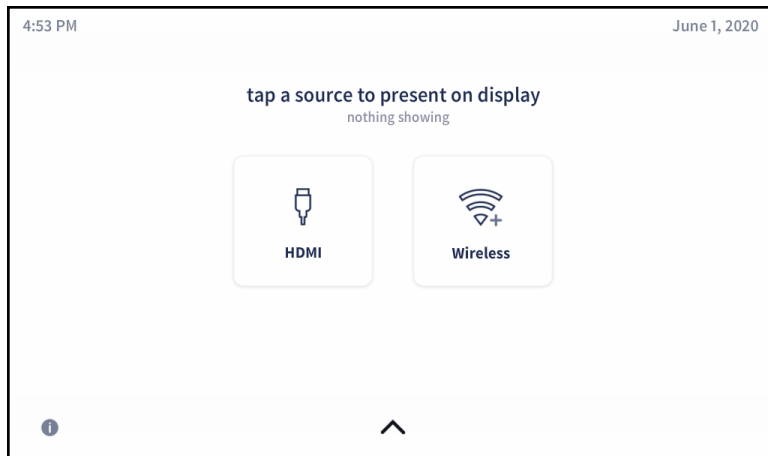 4:53 PM
June 1, 2020
tap a source to present on display
nothing showing
HDMI
Wireless
i